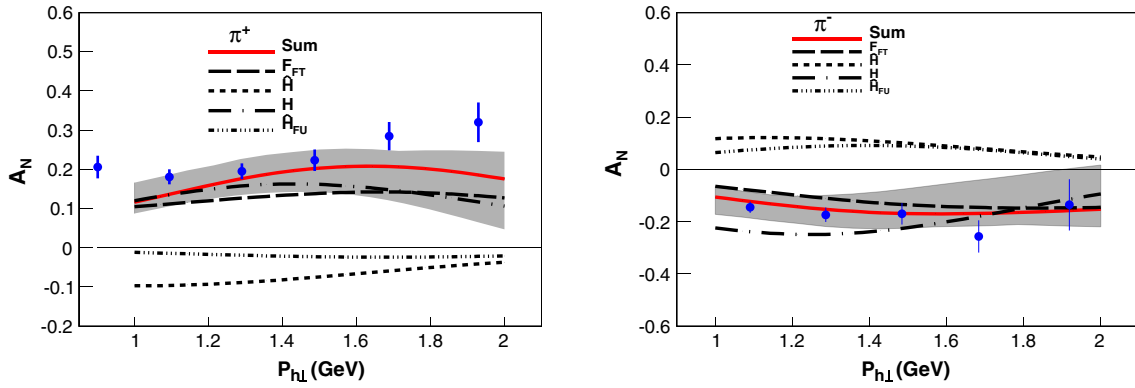 π+
Sum
F_FT
Ĥ
H
Ĥ_FU
A_N
0.6
0.5
0.4
0.3
0.2
0.1
0
-0.1
-0.2
1 1.2 1.4 1.6 1.8 2
P_h⊥ (GeV)
π-
Sum
F_FT
Ĥ
H
Ĥ_FU
A_N
0.6
0.4
0.2
0
-0.2
-0.4
-0.6
1 1.2 1.4 1.6 1.8 2
P_h⊥ (GeV)